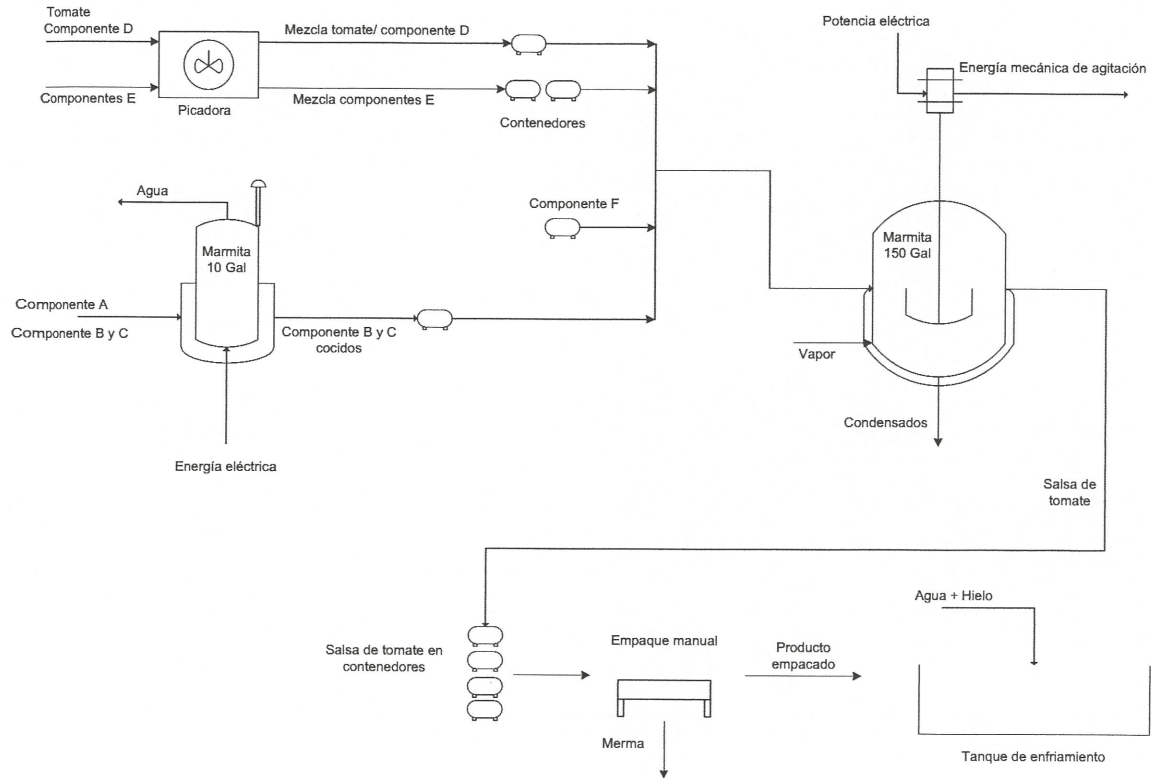 Tomate
Componente D
Mezcla tomate/ componente D
Componentes E
Picadora
Mezcla componentes E
Contenedores
Potencia eléctrica
Energía mecánica de agitación
Agua
Marmita
10 Gal
Componente F
Marmita
150 Gal
Componente A
Componente B y C
Componente B y C
cocidos
Vapor
Condensados
Energía eléctrica
Salsa de
tomate
Salsa de tomate en
contenedores
Empaque manual
Producto
empacado
Agua + Hielo
Merma
Tanque de enfriamiento